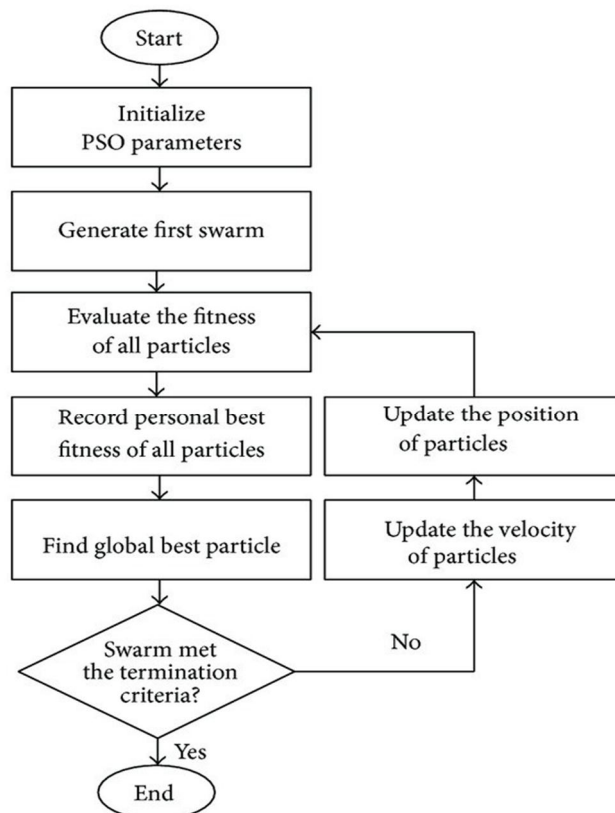 Start
Initialize
PSO parameters
Generate first swarm
Evaluate the fitness
of all particles
Record personal best
fitness of all particles
Find global best particle
Swarm met
the termination
criteria?
Yes
End
No
Update the velocity
of particles
Update the position
of particles